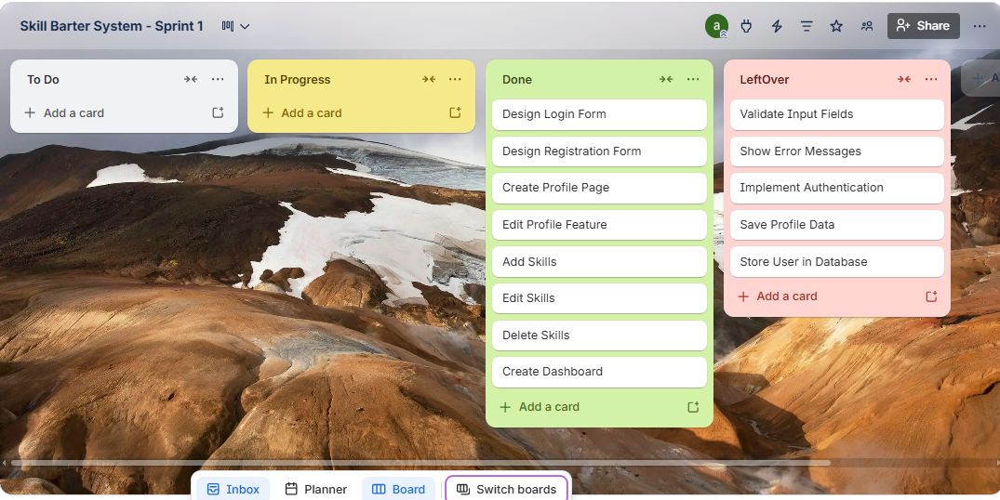 Skill Barter System - Sprint 1
a
Share
To Do
Add a card
In Progress
Add a card
Done
Design Login Form
Design Registration Form
Create Profile Page
Edit Profile Feature
Add Skills
Edit Skills
Delete Skills
Create Dashboard
Add a card
LeftOver
Validate Input Fields
Show Error Messages
Implement Authentication
Save Profile Data
Store User in Database
Add a card
Inbox
Planner
Board
Switch boards